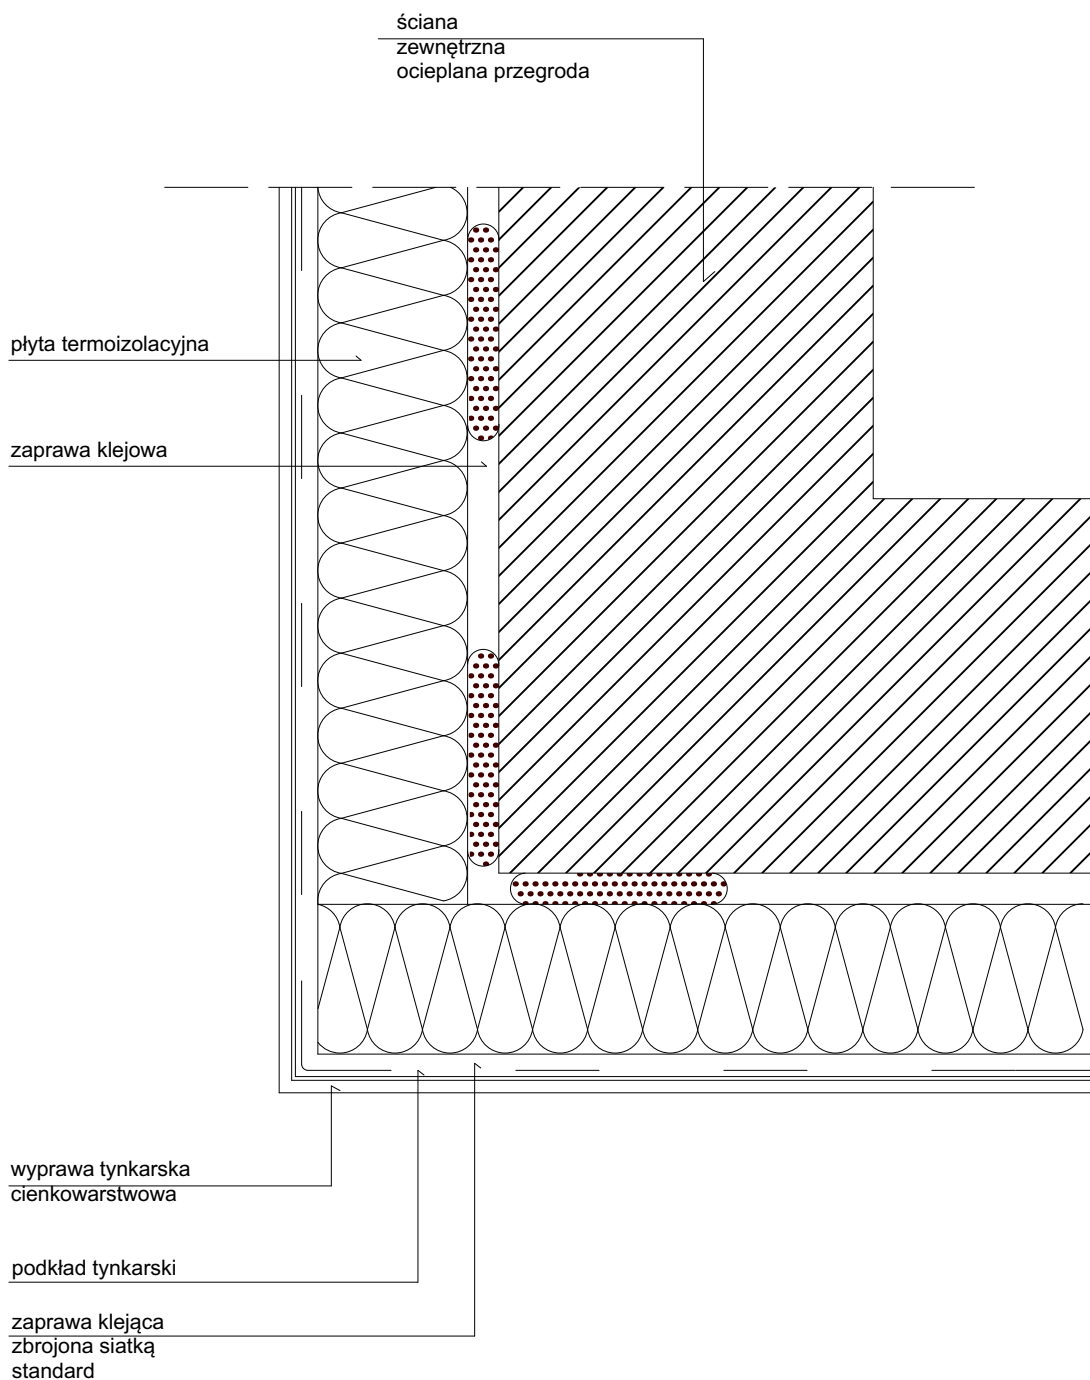 ściana
zewnętrzna
ocieplana przegroda
płyta termoizolacyjna
zaprawa klejowa
wyprawa tynkarska
cienkowarstwowa
podkład tynkarski
zaprawa klejąca
zbrojona siatką
standard